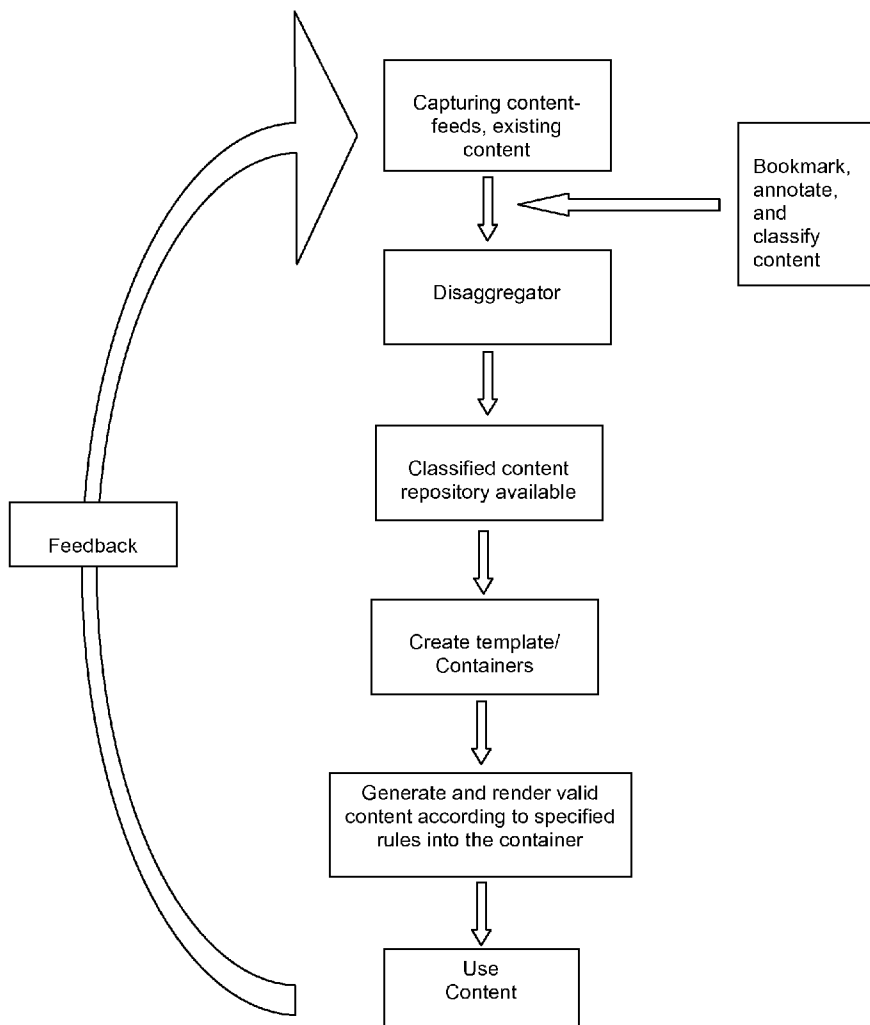 Capturing content-
feeds, existing
content
Bookmark,
annotate,
and
classify
content
Disaggregator
Classified content
repository available
Feedback
Create template/
Containers
Generate and render valid
content according to specified
rules into the container
Use
Content